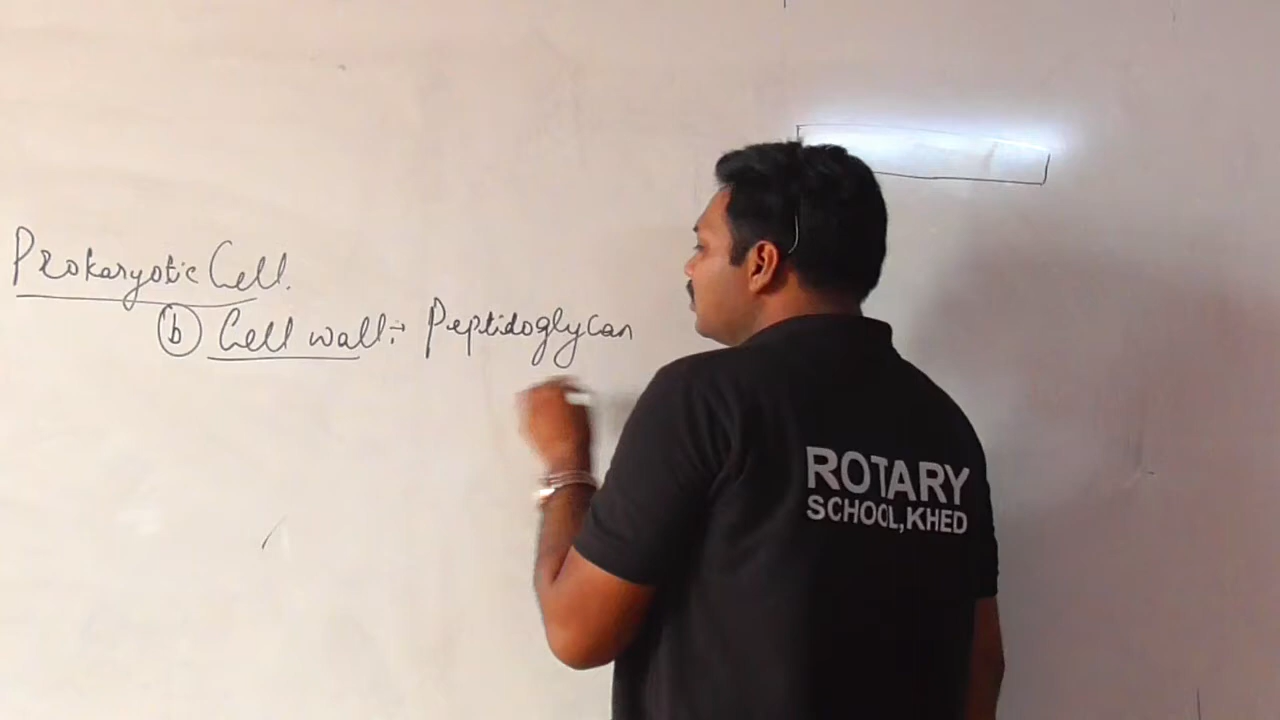 Prokaryotic Cell.
(b) Cell wall:→ Peptidoglycan
ROTARY
SCHOOL,KHED